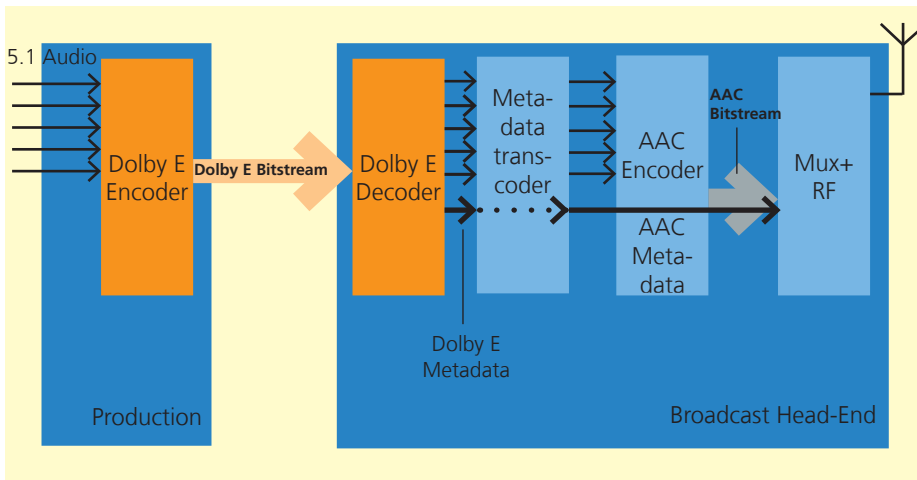 5.1 Audio
Dolby E
Encoder
Production
Dolby E Bitstream
Dolby E
Decoder
Dolby E
Metadata
Meta-
data
trans-
coder
AAC
Encoder
AAC
Meta-
data
AAC
Bitstream
Mux+
RF
Broadcast Head-End